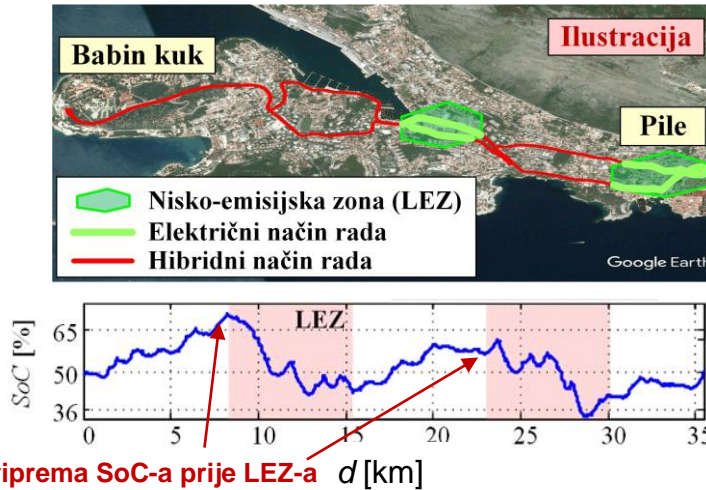 Ilustracija
Babin kuk
Pile
Nisko-emisijska zona (LEZ)
Električni način rada
Hibridni način rada
Google Earth
LEZ
SoC [%]
65
50
36
0 5 10 15 20 25 30 35
riprema SoC-a prije LEZ-a d [km]